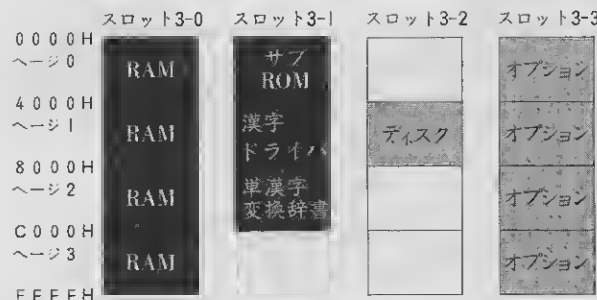 スロット3-0 スロット3-1 スロット3-2 スロット3-3
0000H
ページ0
RAM
サブ
ROM
オプション
4000H
ページ1
RAM
漢字
ドライバ
ディスク
オプション
8000H
ページ2
RAM
単漢字
変換辞書
オプション
C000H
ページ3
RAM
オプション
FFFFH